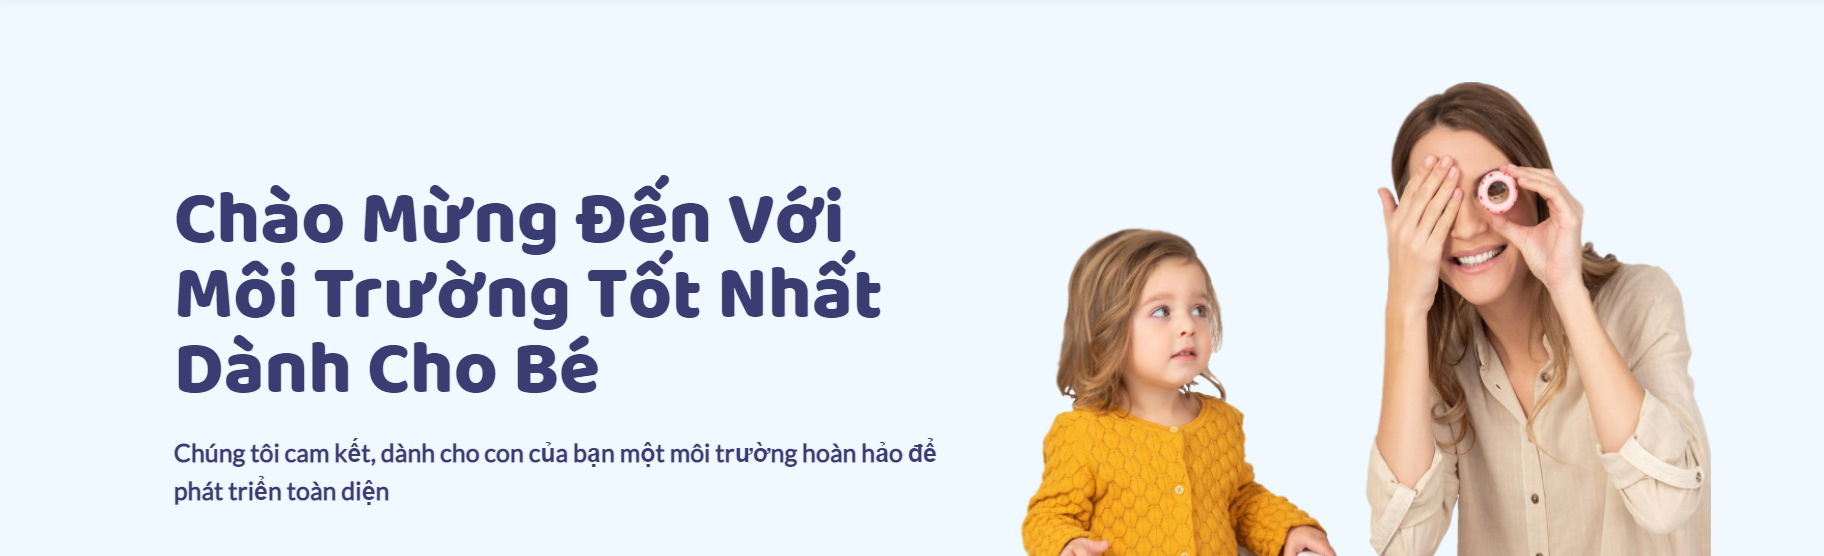 Chào Mừng Đến Với
Môi Trường Tốt Nhất
Dành Cho Bé
Chúng tôi cam kết, dành cho con của bạn một môi trường hoàn hảo để
phát triển toàn diện